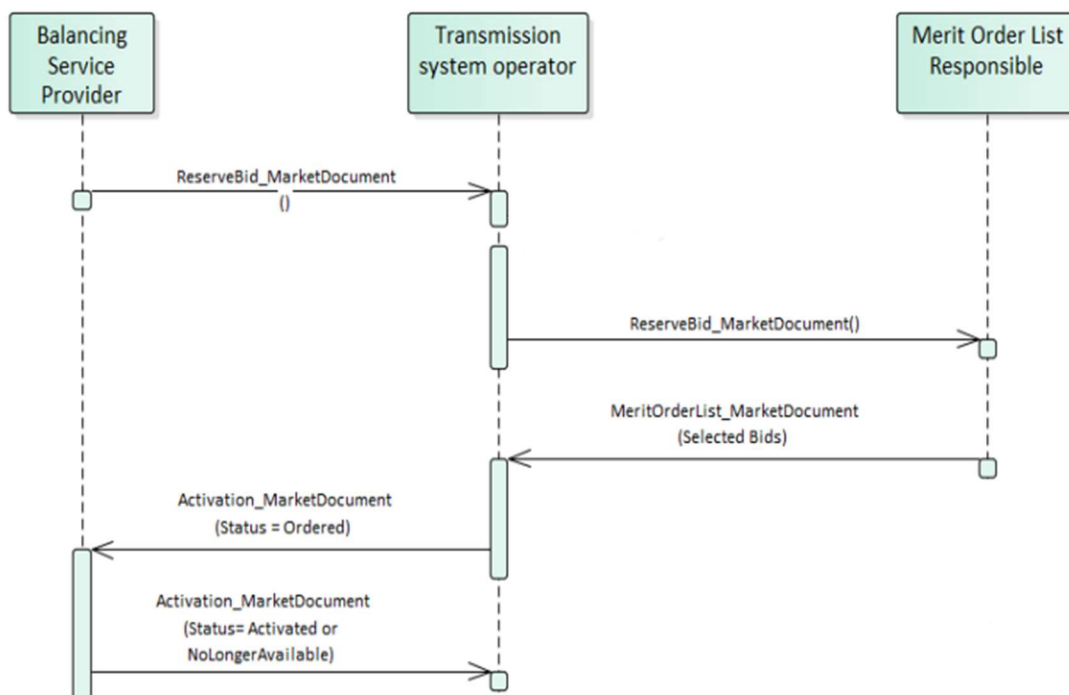 Balancing
Service
Provider
Transmission
system operator
Merit Order List
Responsible
ReserveBid_MarketDocument
()
ReserveBid_MarketDocument()
MeritOrderList_MarketDocument
(Selected Bids)
Activation_MarketDocument
(Status = Ordered)
Activation_MarketDocument
(Status= Activated or
NoLongerAvailable)